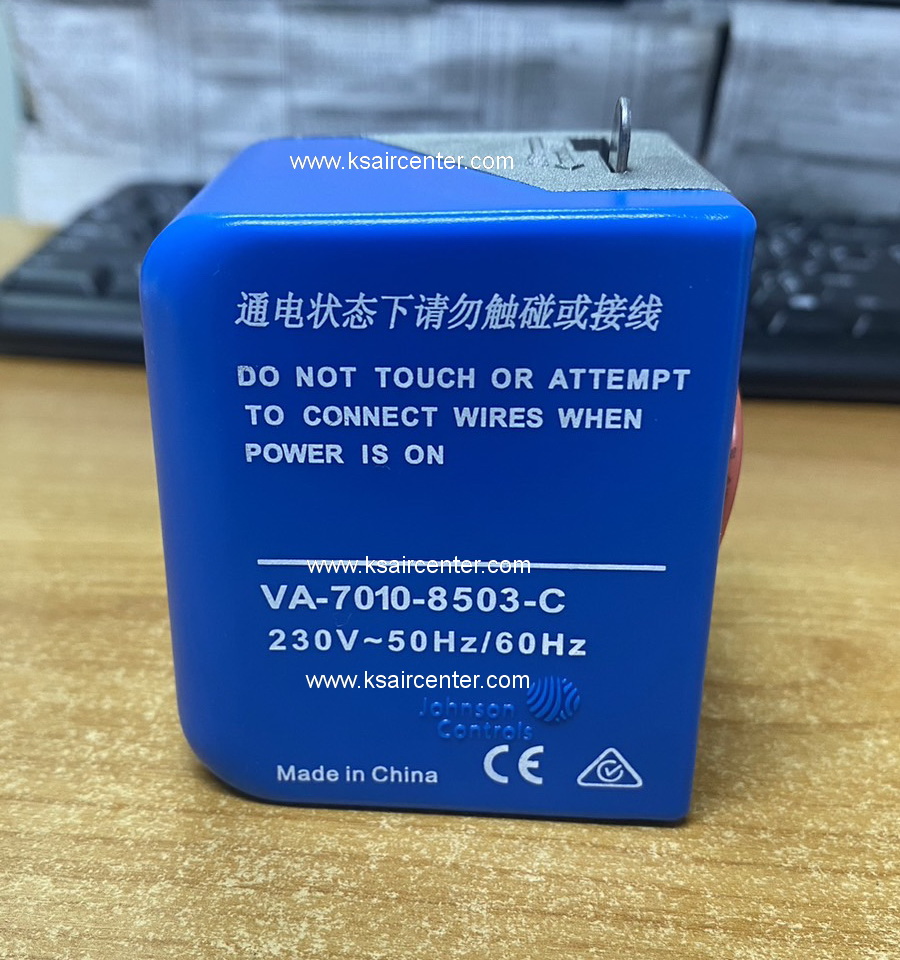 www.ksaircenter.com
通电状态下请勿触碰或接线
DO NOT TOUCH OR ATTEMPT
TO CONNECT WIRES WHEN
POWER IS ON
www.ksaircenter.com
VA-7010-8503-C
230V~50Hz/60Hz
www.ksaircenter.com
Johnson
Controls
Made in China CE